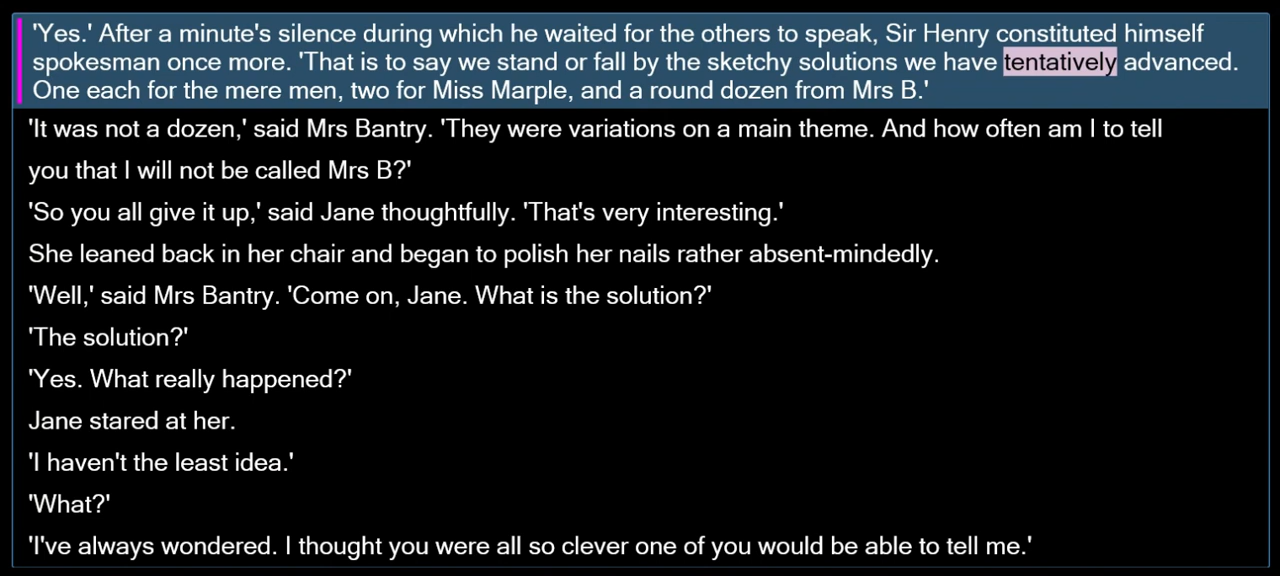 'Yes.' After a minute's silence during which he waited for the others to speak, Sir Henry constituted himself
spokesman once more. 'That is to say we stand or fall by the sketchy solutions we have tentatively advanced.
One each for the mere men, two for Miss Marple, and a round dozen from Mrs B.'
'It was not a dozen,' said Mrs Bantry. 'They were variations on a main theme. And how often am I to tell
you that I will not be called Mrs B?'
'So you all give it up,' said Jane thoughtfully. 'That's very interesting.'
She leaned back in her chair and began to polish her nails rather absent-mindedly.
'Well,' said Mrs Bantry. 'Come on, Jane. What is the solution?'
'The solution?'
'Yes. What really happened?'
Jane stared at her.
'I haven't the least idea.'
'What?'
'I've always wondered. I thought you were all so clever one of you would be able to tell me.'